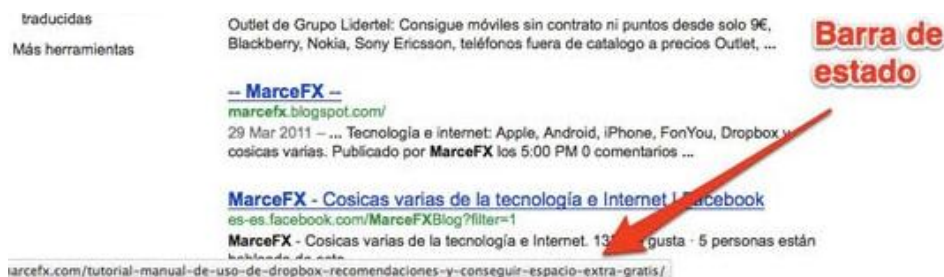 traducidas
Más herramientas
Outlet de Grupo Lidertel: Consigue móviles sin contrato ni puntos desde solo 9€,
Blackberry, Nokia, Sony Ericsson, teléfonos fuera de catalogo a precios Outlet, ...
Barra de
estado
-- MarceFX --
marcefx.blogspot.com/
29 Mar 2011 – ... Tecnología e internet: Apple, Android, iPhone, FonYou, Dropbox y
cosicas varias. Publicado por MarceFX los 5:00 PM 0 comentarios ...
MarceFX - Cosicas varias de la tecnología e Internet | Facebook
es-es.facebook.com/MarceFXBlog?filter=1
MarceFX - Cosicas varias de la tecnología e Internet. gusta · 5 personas están
hablando de esto
arcefx.com/tutorial-manual-de-uso-de-dropbox-recomendaciones-y-conseguir-espacio-extra-gratis/